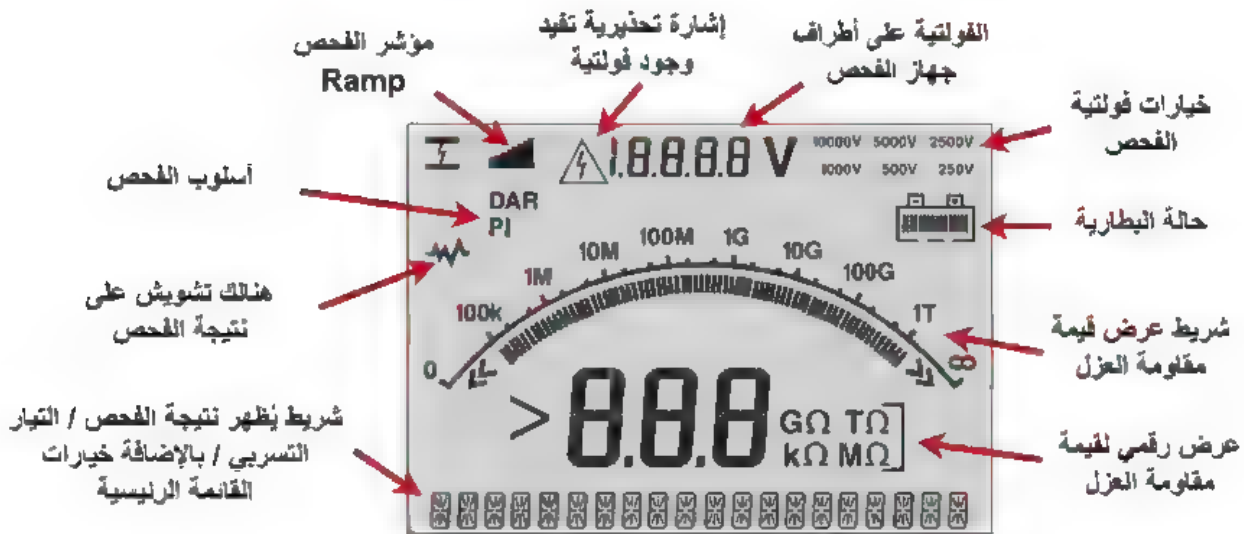 مؤشر الفحص
Ramp
إشارة تحذيرية تفيد
وجود فولتية
الفولتية على أطراف
جهاز الفحص
خيارات فولتية
الفحص
أسلوب الفحص
حالة البطارية
هنالك تشويش على
نتيجة الفحص
شريط عرض قيمة
مقاومة العزل
شريط يُظهر نتيجة الفحص / التيار
التسربي / بالإضافة خيارات
القائمة الرئيسية
عرض رقمي لقيمة
مقاومة العزل
1.8.8.8.8 V
10000V 5000V 2500V
1000V 500V 250V
DAR
PI
0 100k 1M 10M 100M 1G 10G 100G 1T ∞
> 8.8.8
GΩ TΩ
kΩ MΩ